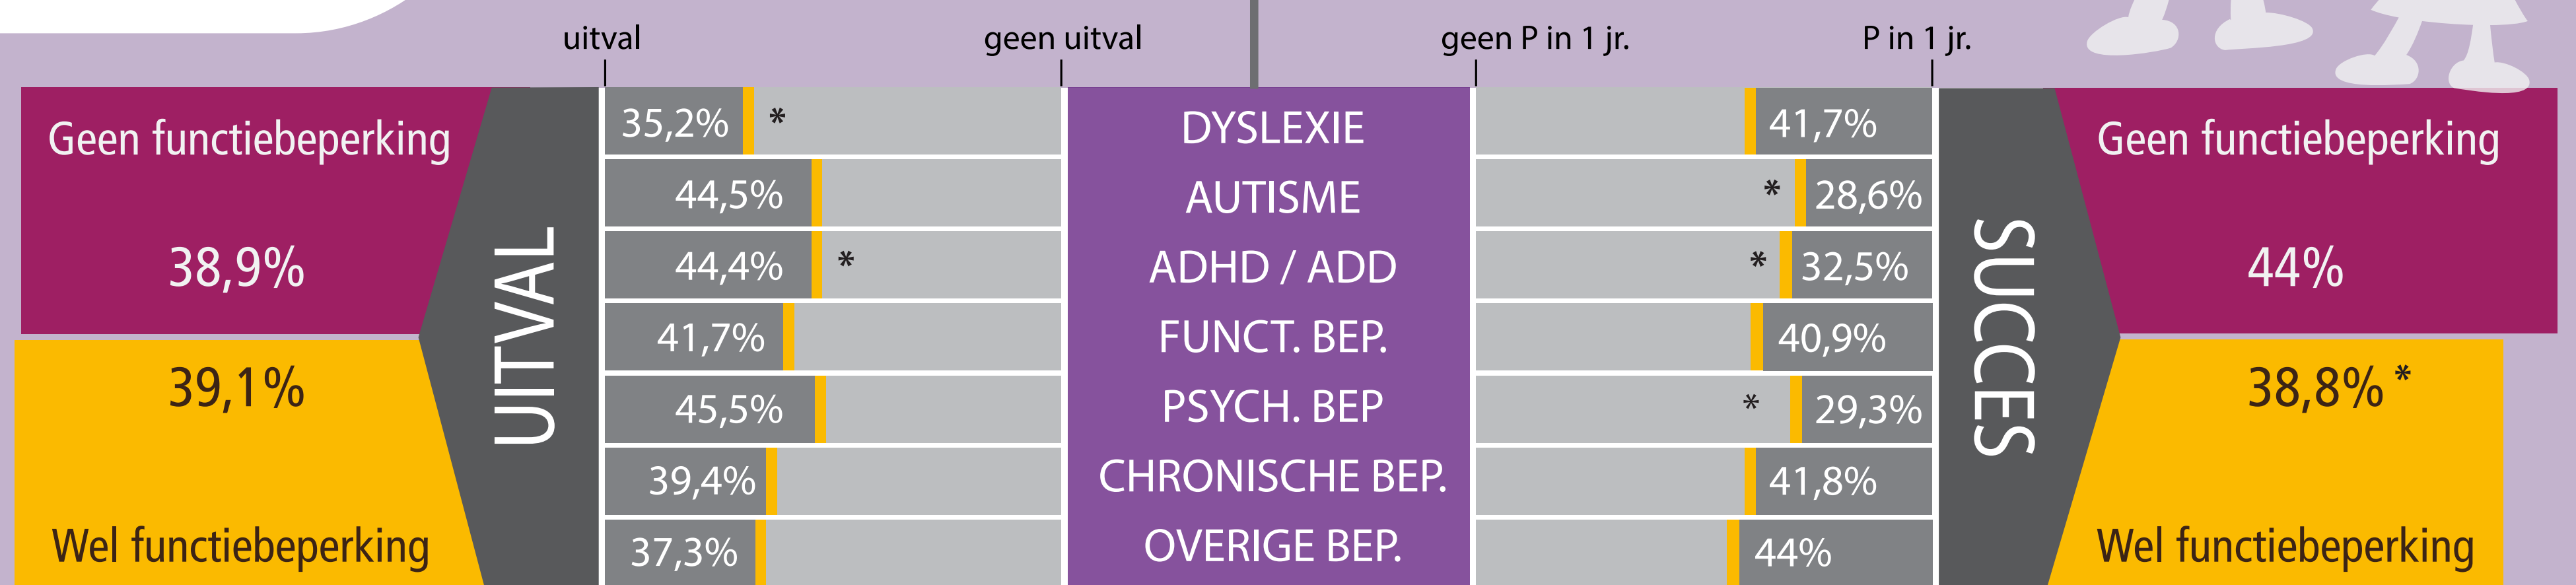 uitval
geen uitval
geen P in 1 jr.
P in 1 jr.
Geen functiebeperking
38,9%
39,1%
Wel functiebeperking
UITVAL
35,2% * DYSLEXIE 41,7%
44,5% AUTISME * 28,6%
44,4% * ADHD / ADD * 32,5%
41,7% FUNCT. BEP. 40,9%
45,5% PSYCH. BEP * 29,3%
39,4% CHRONISCHE BEP. 41,8%
37,3% OVERIGE BEP. 44%
SUCCES
Geen functiebeperking
44%
38,8% *
Wel functiebeperking